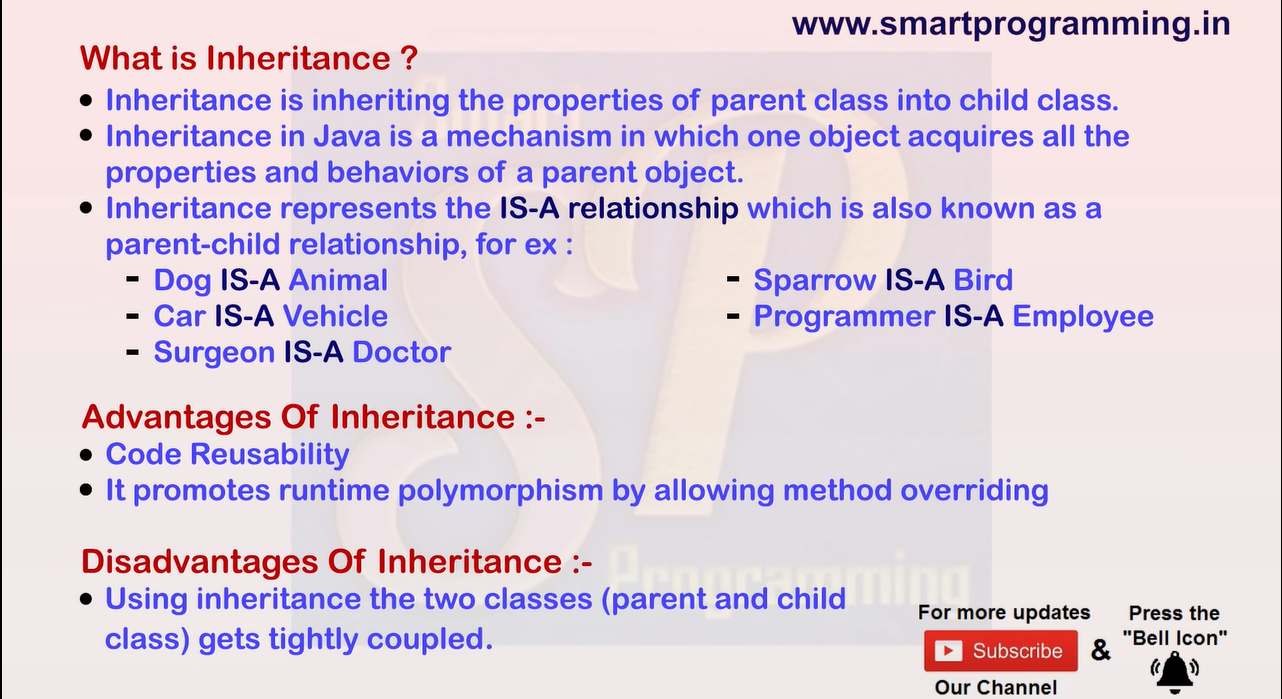 www.smartprogramming.in
What is Inheritance ?
• Inheritance is inheriting the properties of parent class into child class.
• Inheritance in Java is a mechanism in which one object acquires all the
properties and behaviors of a parent object.
• Inheritance represents the IS-A relationship which is also known as a
parent-child relationship, for ex :
- Dog IS-A Animal
- Car IS-A Vehicle
- Surgeon IS-A Doctor
- Sparrow IS-A Bird
- Programmer IS-A Employee
Advantages Of Inheritance :-
• Code Reusability
• It promotes runtime polymorphism by allowing method overriding
Disadvantages Of Inheritance :-
• Using inheritance the two classes (parent and child
class) gets tightly coupled.
For more updates
Subscribe
Our Channel
&
Press the
"Bell Icon"
Smart
SP
Programming